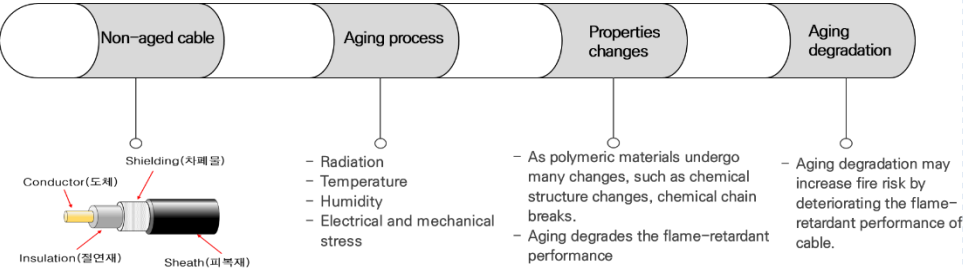 Non-aged cable
Aging process
Properties
changes
Aging
degradation
Shielding(차폐물)
Conductor(도체)
Insulation(절연재)
Sheath(피복재)
- Radiation
- Temperature
- Humidity
- Electrical and mechanical
stress
- As polymeric materials undergo
many changes, such as chemical
structure changes, chemical chain
breaks.
- Aging degrades the flame-retardant
performance
- Aging degradation may
increase fire risk by
deteriorating the flame-
retardant performance of
cable.